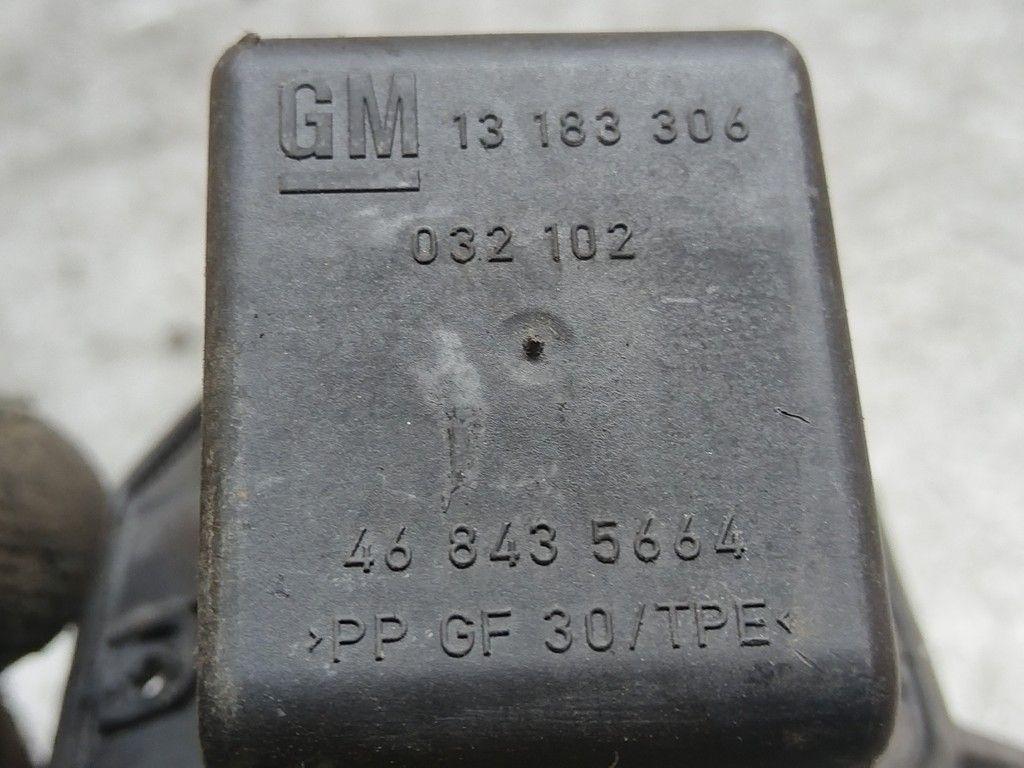 GM 13 183 306
032 102
46 843 5664
>PP GF 30/TPE<